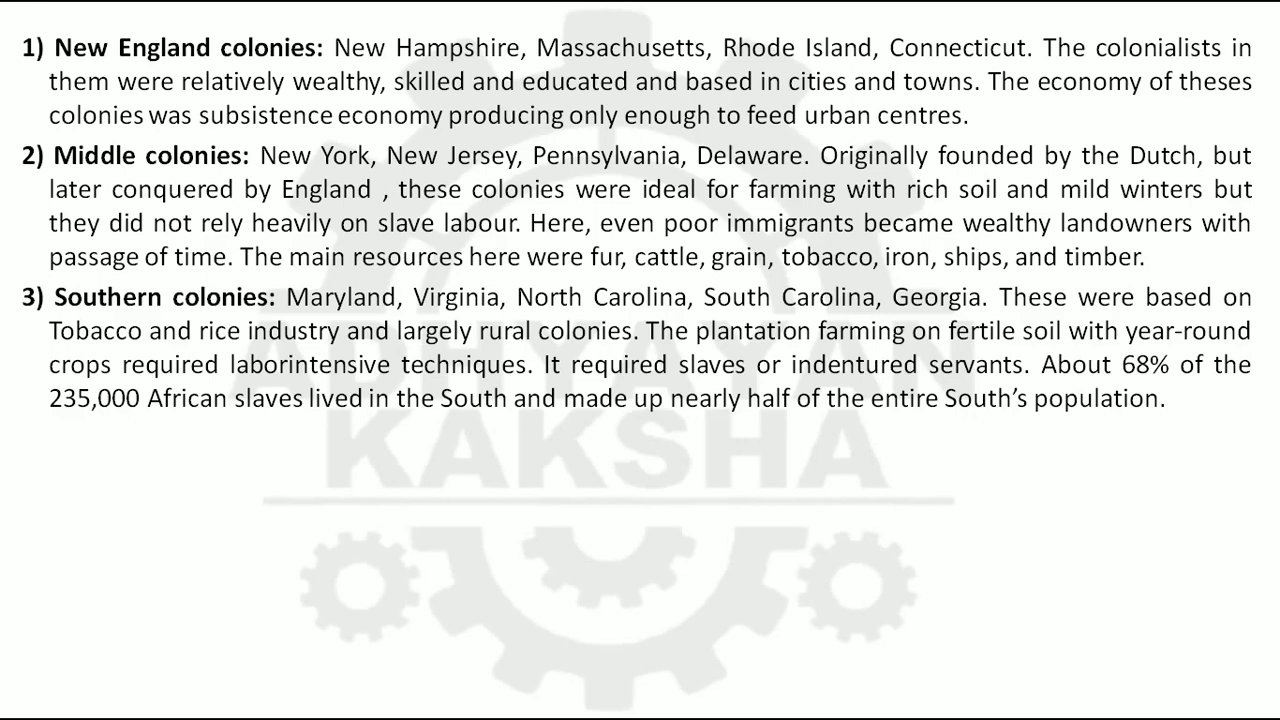 1) New England colonies: New Hampshire, Massachusetts, Rhode Island, Connecticut. The colonialists in
them were relatively wealthy, skilled and educated and based in cities and towns. The economy of theses
colonies was subsistence economy producing only enough to feed urban centres.
2) Middle colonies: New York, New Jersey, Pennsylvania, Delaware. Originally founded by the Dutch, but
later conquered by England , these colonies were ideal for farming with rich soil and mild winters but
they did not rely heavily on slave labour. Here, even poor immigrants became wealthy landowners with
passage of time. The main resources here were fur, cattle, grain, tobacco, iron, ships, and timber.
3) Southern colonies: Maryland, Virginia, North Carolina, South Carolina, Georgia. These were based on
Tobacco and rice industry and largely rural colonies. The plantation farming on fertile soil with year-round
crops required laborintensive techniques. It required slaves or indentured servants. About 68% of the
235,000 African slaves lived in the South and made up nearly half of the entire South’s population.
ADHYAYAN
KAKSHA